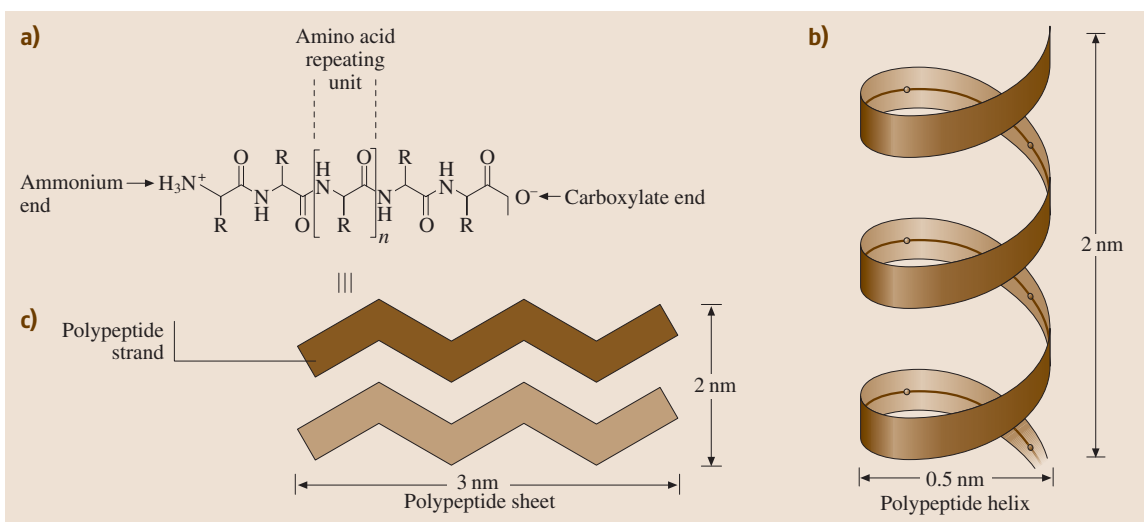 a)
Amino acid
repeating
unit
Ammonium
end
H₃N⁺
R
O
N
H
R
O
H
N
R
O
n
N
H
R
O
H
N
R
O
O⁻
Carboxylate end
b)
2 nm
0.5 nm
Polypeptide helix
c)
Polypeptide
strand
2 nm
3 nm
Polypeptide sheet